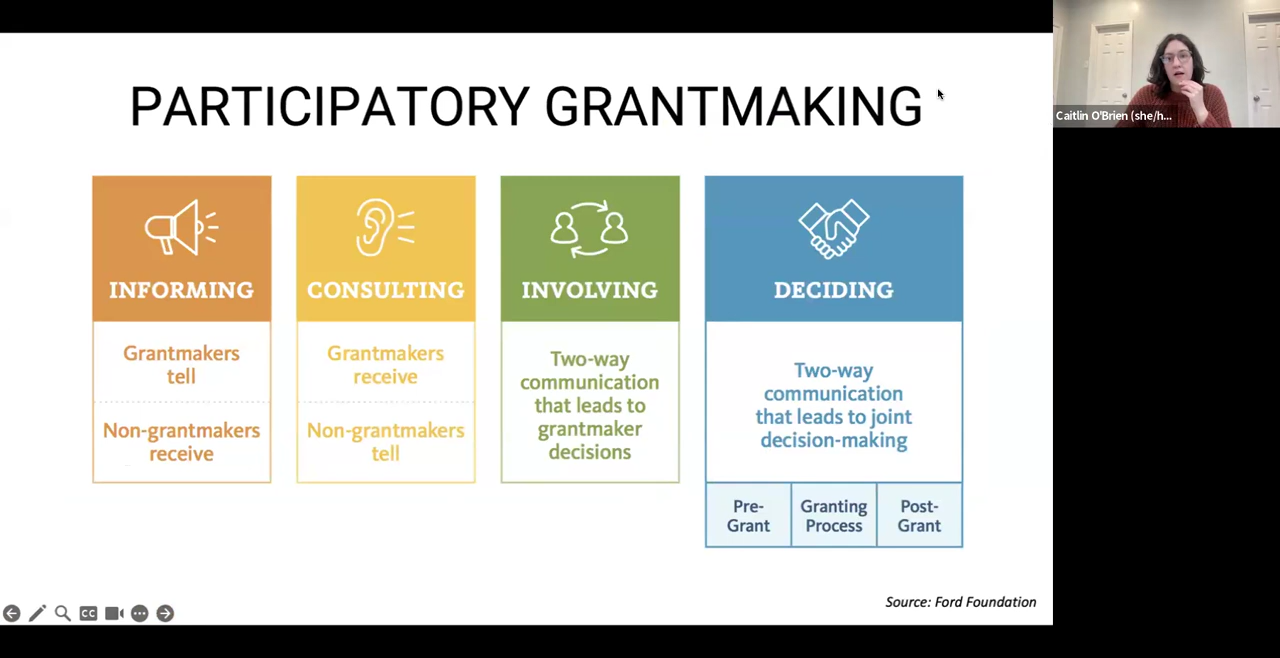 PARTICIPATORY GRANTMAKING
Caitlin O'Brien (she/h...
INFORMING
Grantmakers
tell
Non-grantmakers
receive
CONSULTING
Grantmakers
receive
Non-grantmakers
tell
INVOLVING
Two-way
communication
that leads to
grantmaker
decisions
DECIDING
Two-way
communication
that leads to joint
decision-making
Pre-
Grant
Granting
Process
Post-
Grant
Source: Ford Foundation
CC